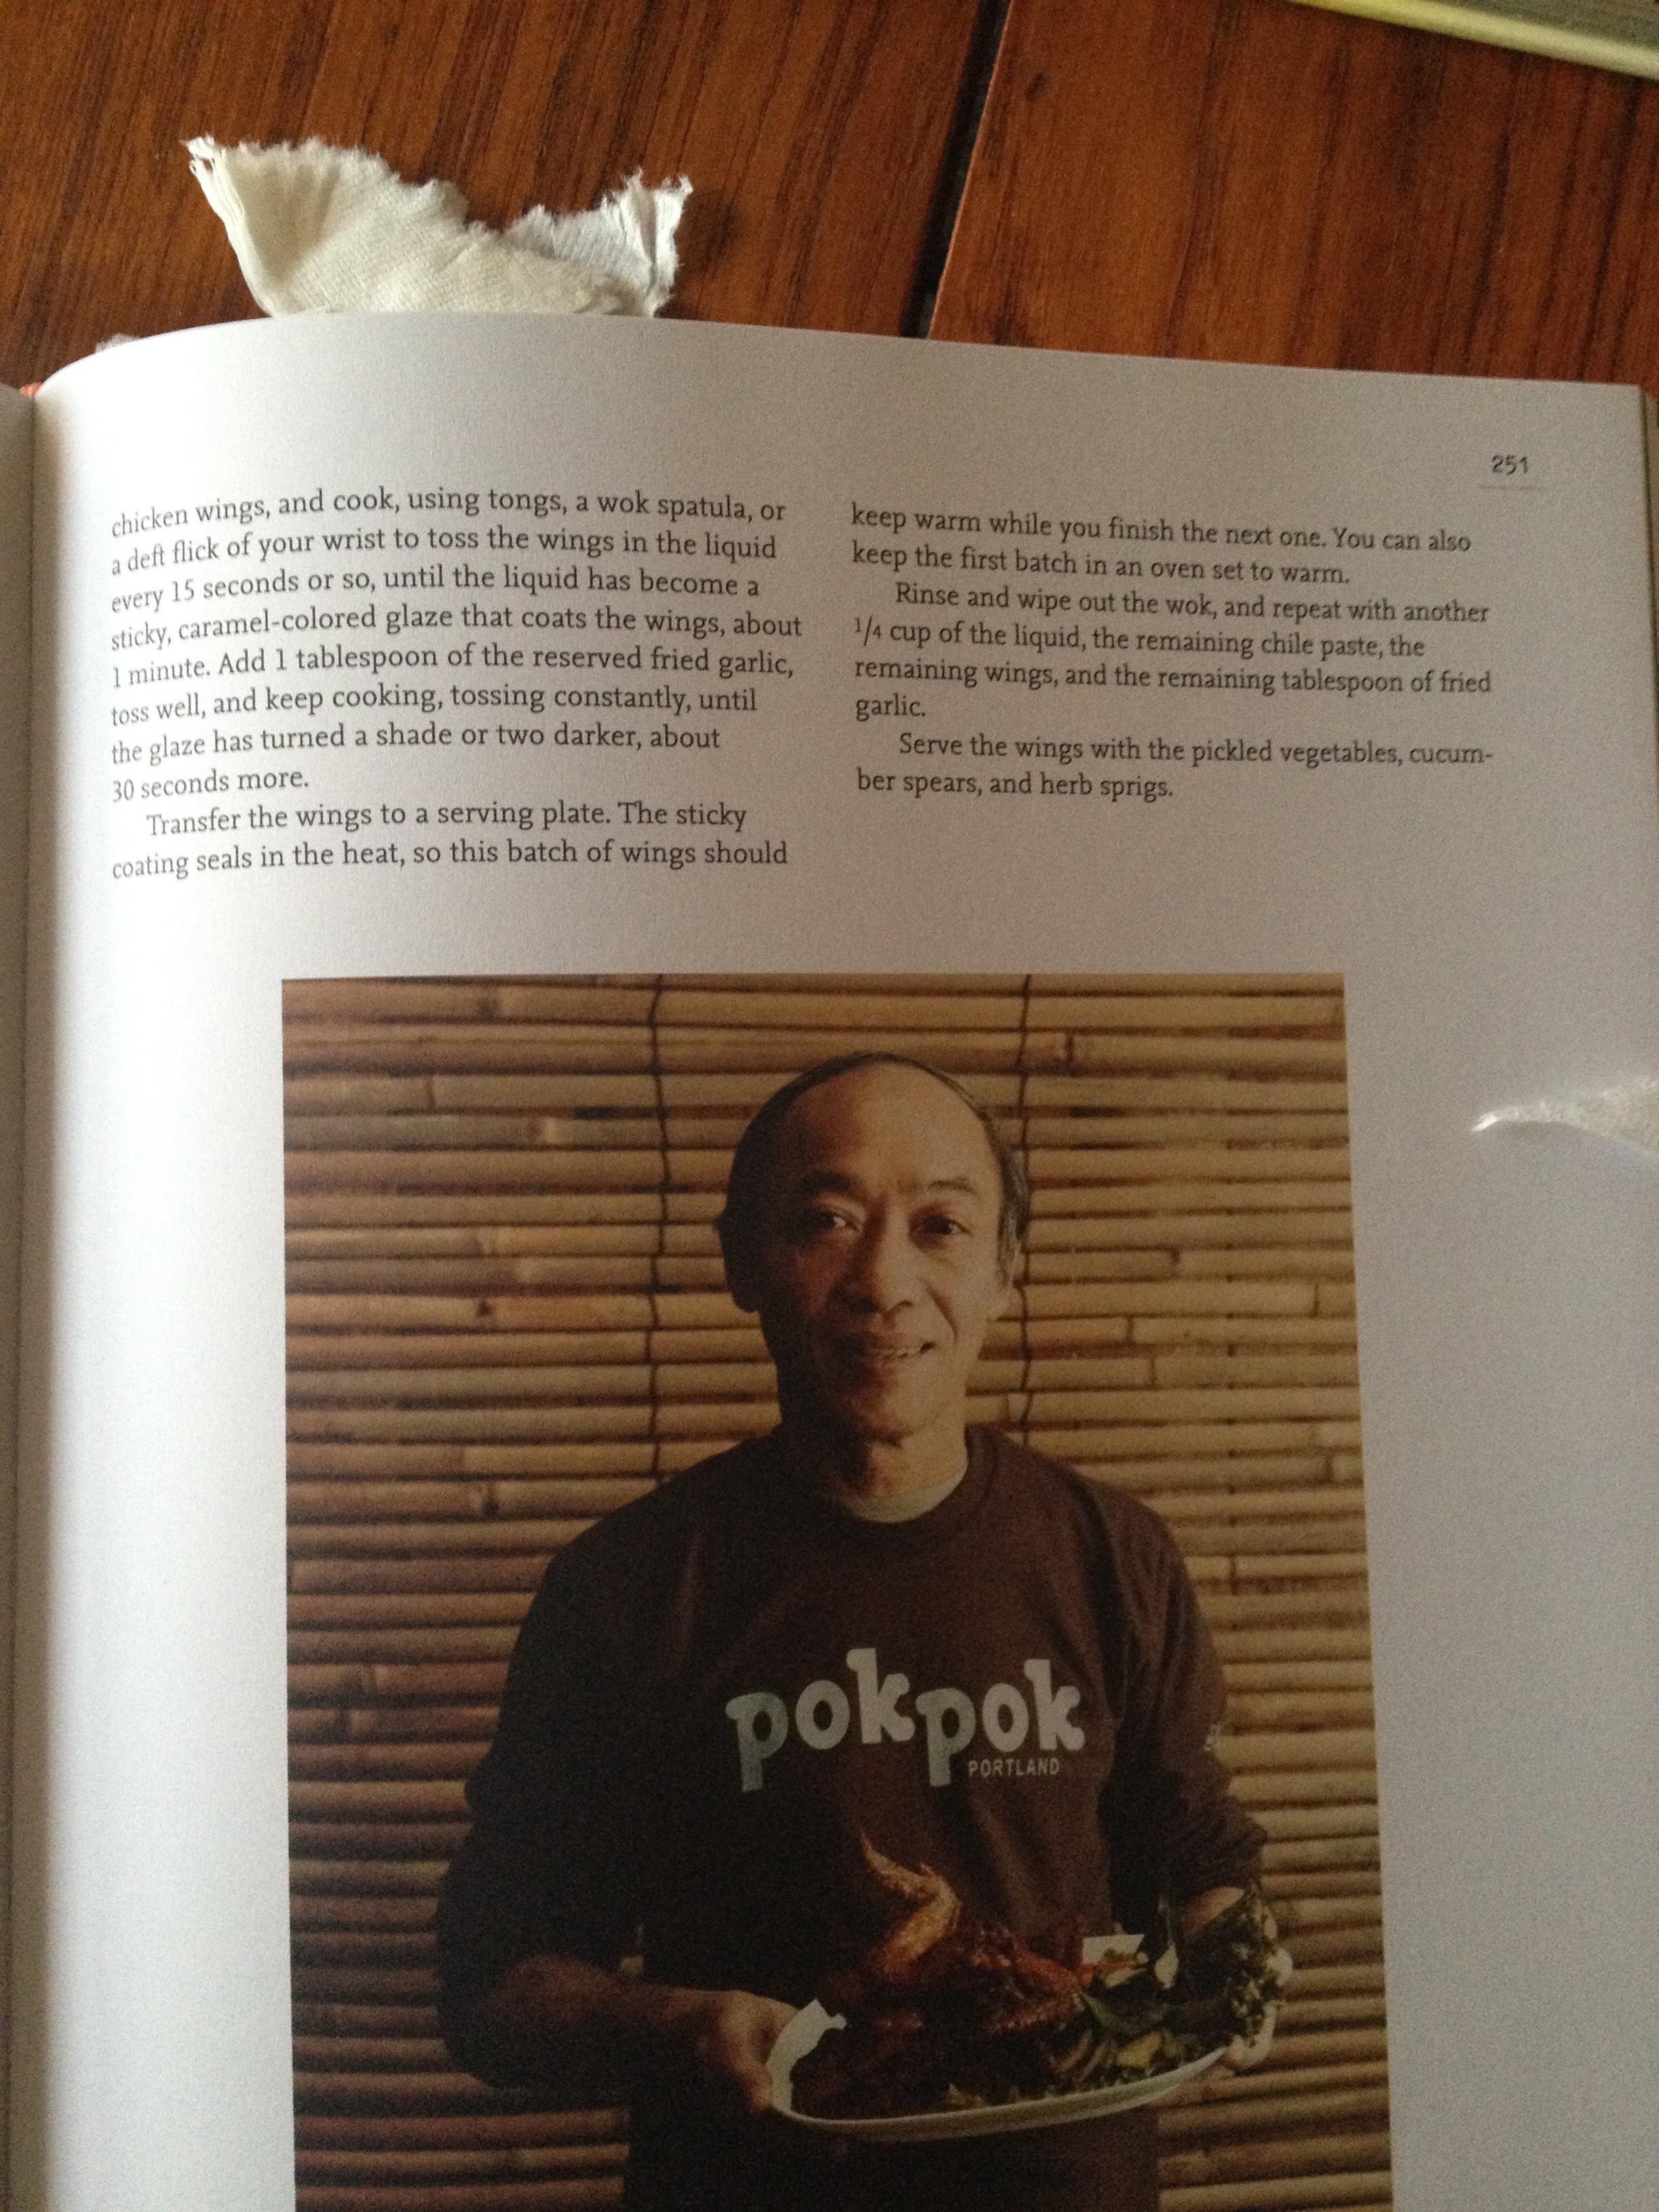 251
chicken wings, and cook, using tongs, a wok spatula, or
a deft flick of your wrist to toss the wings in the liquid
every 15 seconds or so, until the liquid has become a
sticky, caramel-colored glaze that coats the wings, about
1 minute. Add 1 tablespoon of the reserved fried garlic,
toss well, and keep cooking, tossing constantly, until
the glaze has turned a shade or two darker, about
30 seconds more.
Transfer the wings to a serving plate. The sticky
coating seals in the heat, so this batch of wings should
keep warm while you finish the next one. You can also
keep the first batch in an oven set to warm.
Rinse and wipe out the wok, and repeat with another
1/4 cup of the liquid, the remaining chile paste, the
remaining wings, and the remaining tablespoon of fried
garlic.
Serve the wings with the pickled vegetables, cucum-
ber spears, and herb sprigs.
pokpok
PORTLAND